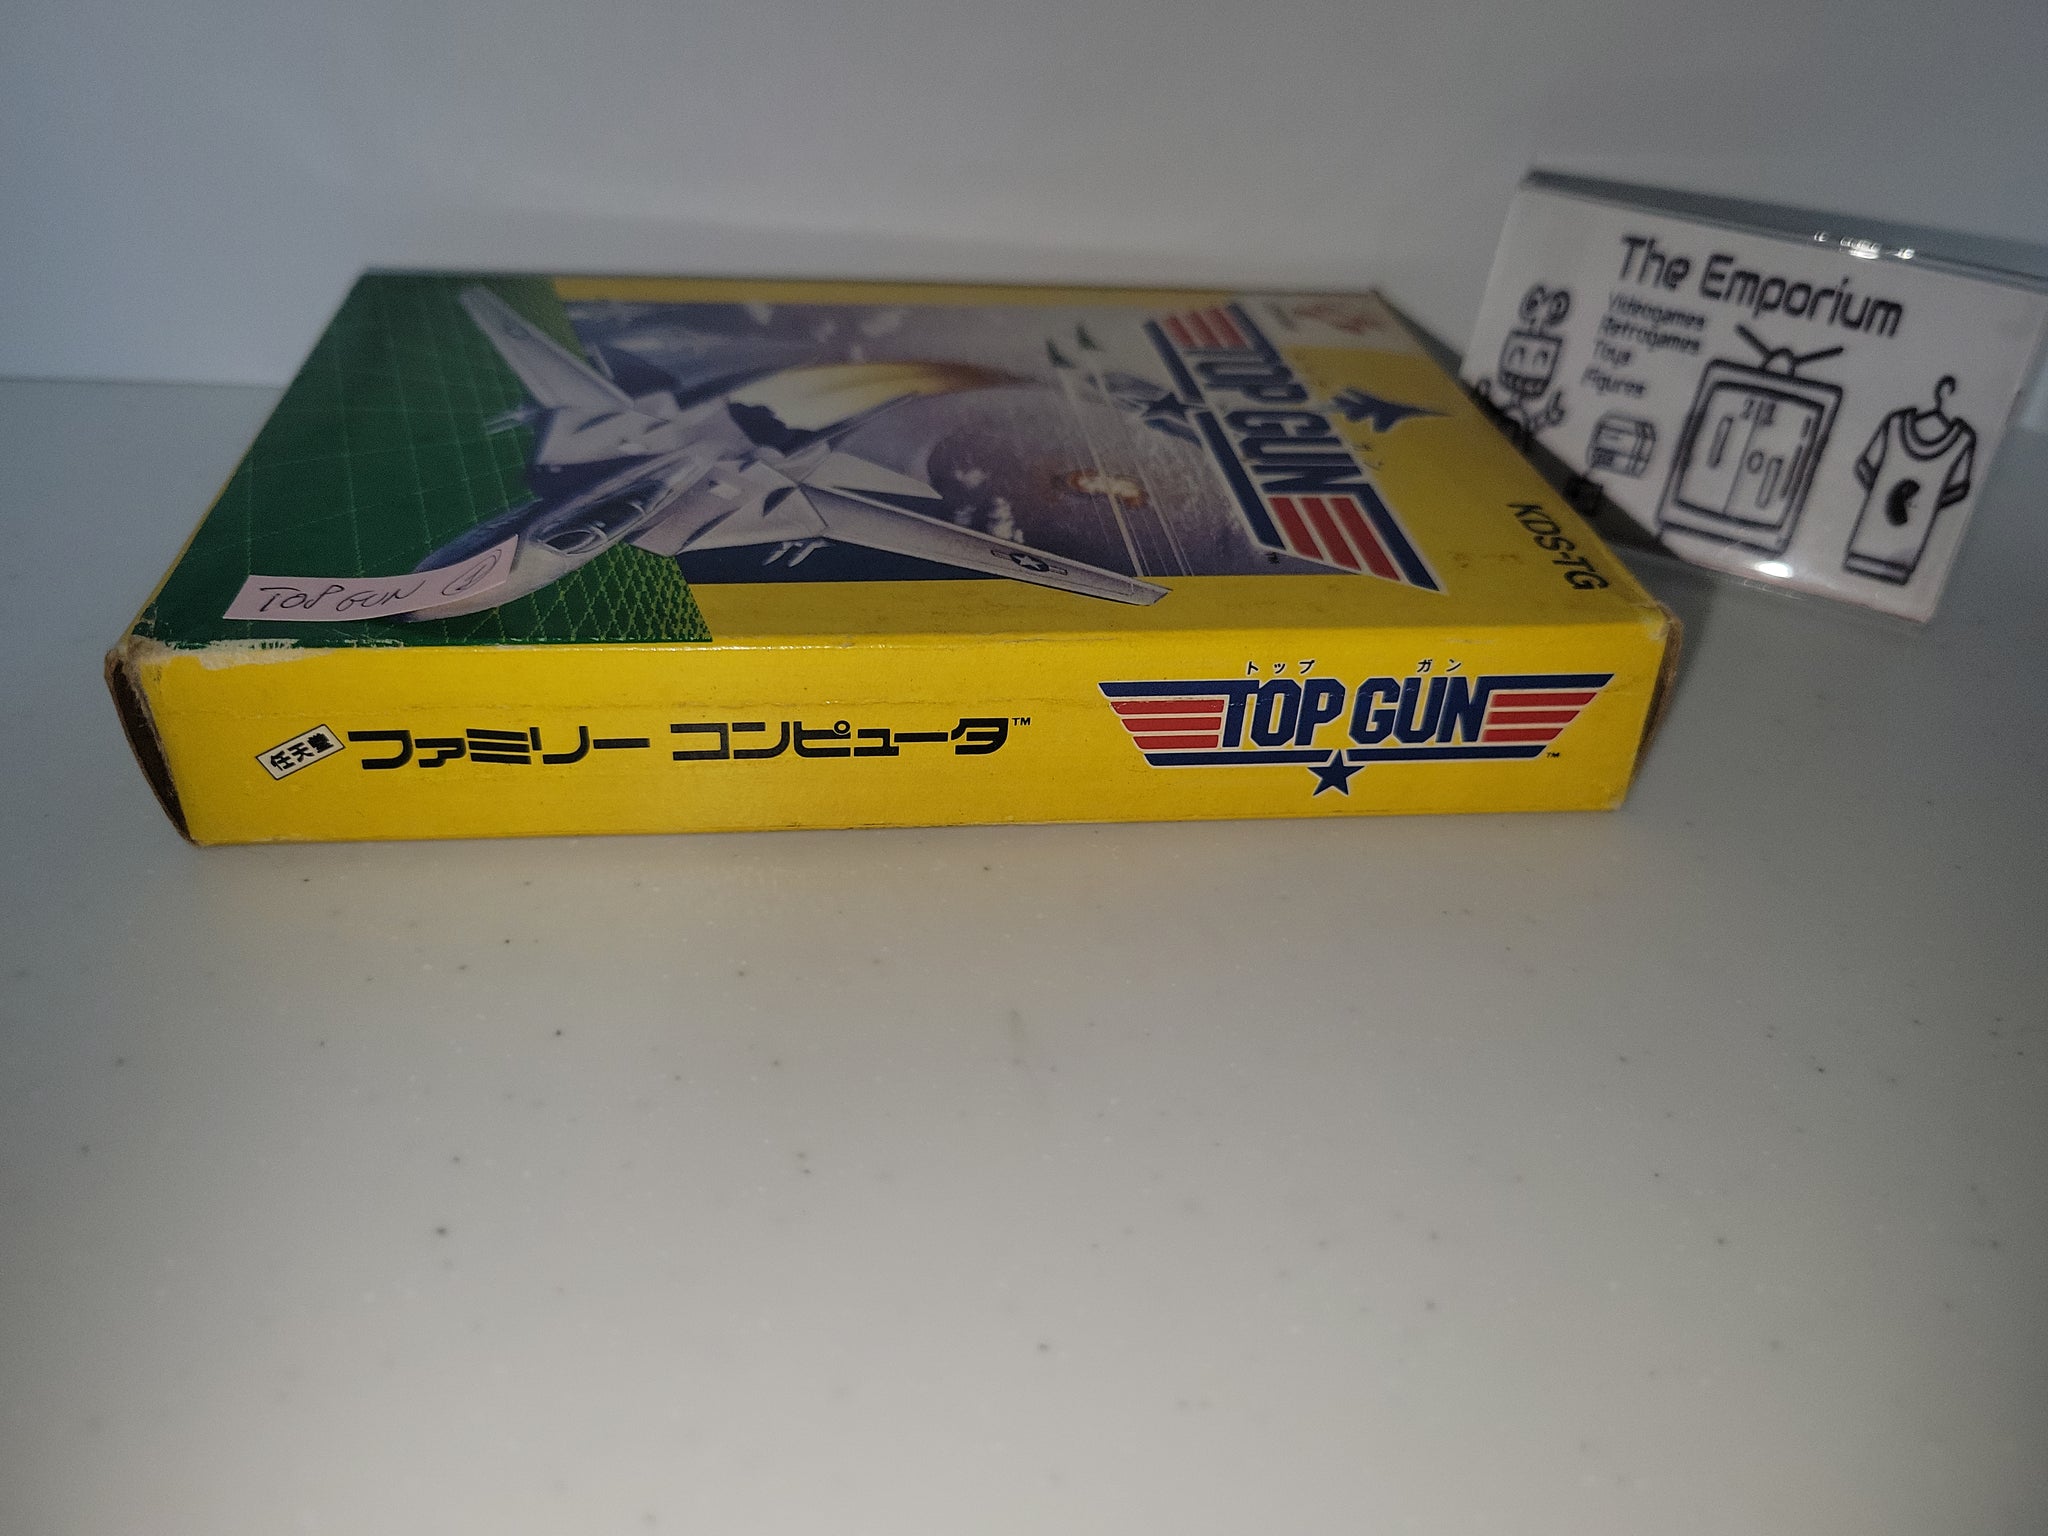 The Emporium
Videogames
Retrogames
Toys
Figures
TOP GUN
KDS-TG
TOP GUN
任天堂 ファミリー コンピュータ™
トップ ガン
TOP GUN™